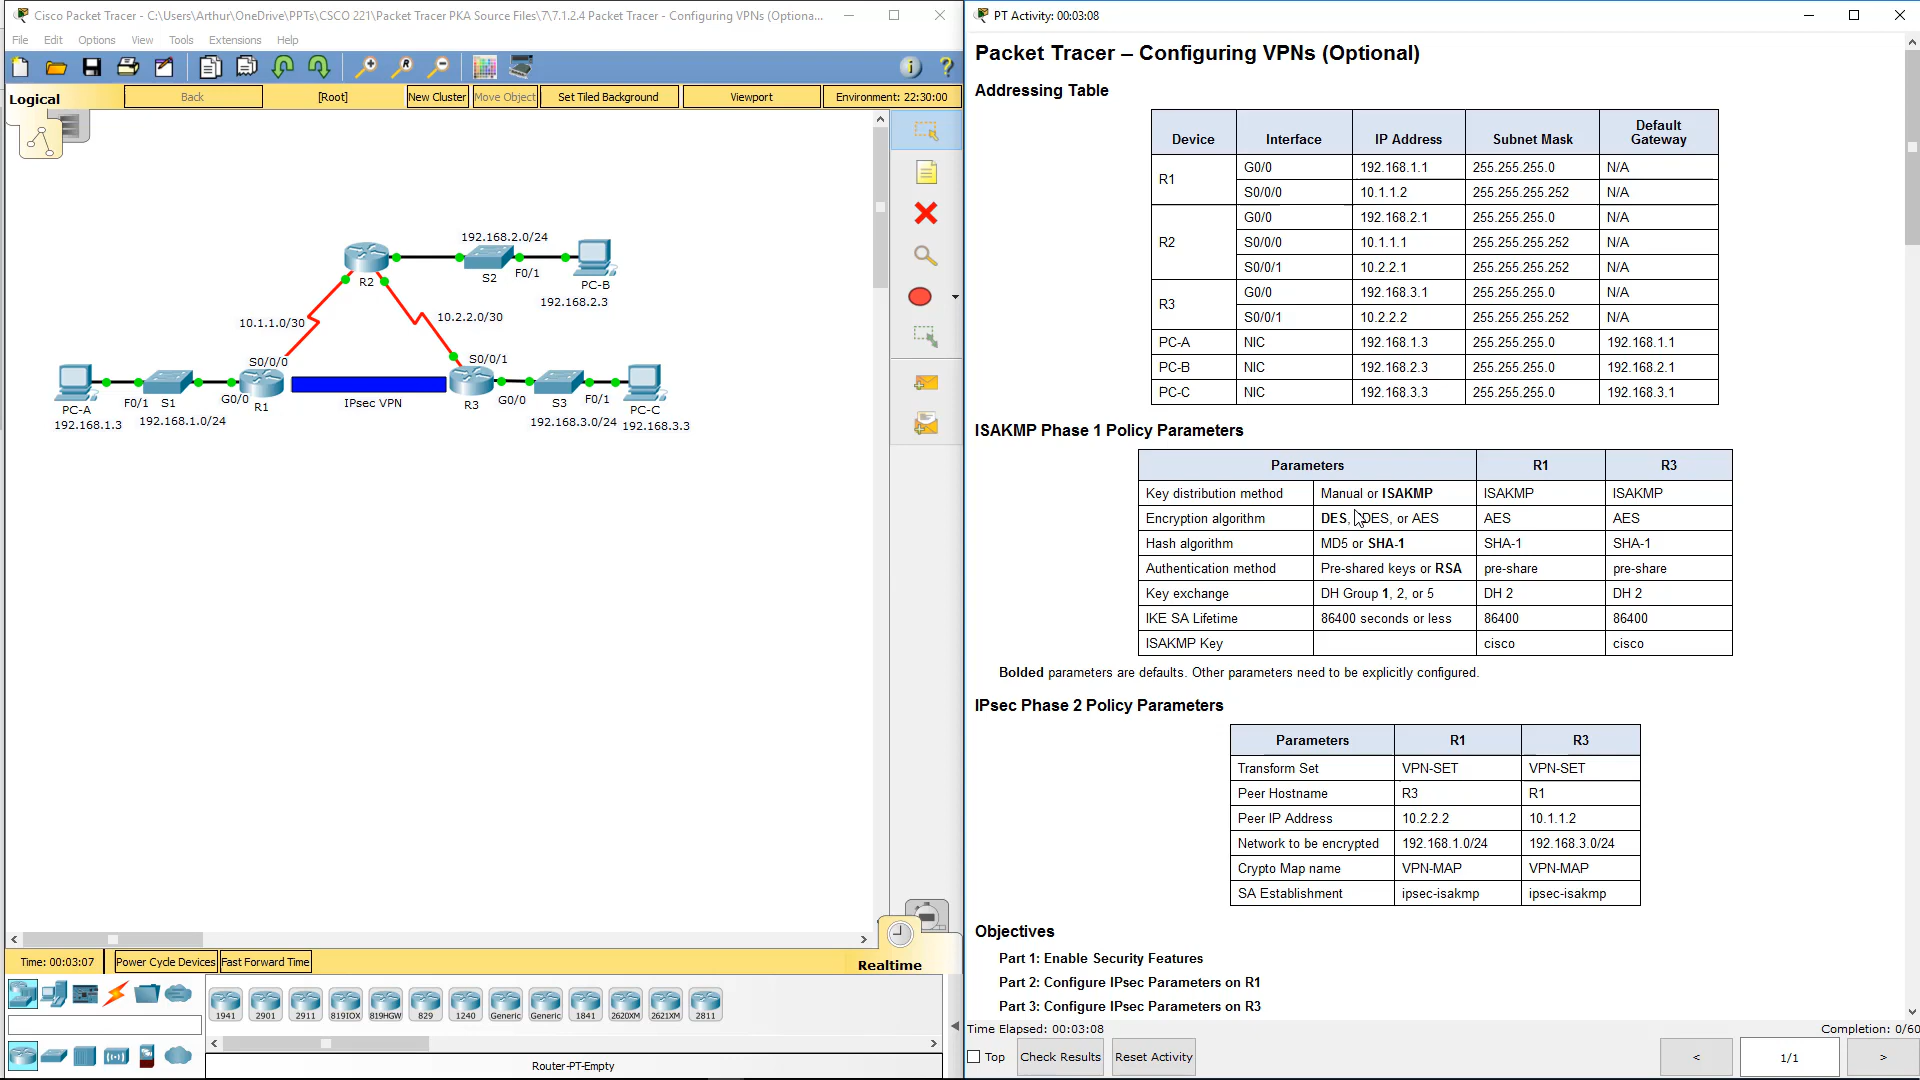 Cisco Packet Tracer - C:\Users\Arthur\OneDrive\PPTs\CSCO 221\Packet Tracer PKA Source Files\7\7.1.2.4 Packet Tracer - Configuring VPNs (Optiona...
File Edit Options View Tools Extensions Help
Logical Back [Root] New Cluster Move Object Set Tiled Background Viewport Environment: 22:30:00
192.168.2.0/24
R2 S2 F0/1 PC-B
192.168.2.3
10.1.1.0/30 10.2.2.0/30
S0/0/0 S0/0/1
PC-A F0/1 S1 G0/0 R1 IPsec VPN R3 G0/0 S3 F0/1 PC-C
192.168.1.3 192.168.1.0/24 192.168.3.0/24 192.168.3.3
Time: 00:03:07 Power Cycle Devices Fast Forward Time Realtime
1941 2901 2911 819IOX 819HGW 829 1240 Generic Generic 1841 2620XM 2621XM 2811
Router-PT-Empty
PT Activity: 00:03:08
Packet Tracer – Configuring VPNs (Optional)
Addressing Table
Device Interface IP Address Subnet Mask Default Gateway
R1 G0/0 192.168.1.1 255.255.255.0 N/A
S0/0/0 10.1.1.2 255.255.255.252 N/A
R2 G0/0 192.168.2.1 255.255.255.0 N/A
S0/0/0 10.1.1.1 255.255.255.252 N/A
S0/0/1 10.2.2.1 255.255.255.252 N/A
R3 G0/0 192.168.3.1 255.255.255.0 N/A
S0/0/1 10.2.2.2 255.255.255.252 N/A
PC-A NIC 192.168.1.3 255.255.255.0 192.168.1.1
PC-B NIC 192.168.2.3 255.255.255.0 192.168.2.1
PC-C NIC 192.168.3.3 255.255.255.0 192.168.3.1
ISAKMP Phase 1 Policy Parameters
Parameters R1 R3
Key distribution method Manual or ISAKMP ISAKMP ISAKMP
Encryption algorithm DES, DES, or AES AES AES
Hash algorithm MD5 or SHA-1 SHA-1 SHA-1
Authentication method Pre-shared keys or RSA pre-share pre-share
Key exchange DH Group 1, 2, or 5 DH 2 DH 2
IKE SA Lifetime 86400 seconds or less 86400 86400
ISAKMP Key cisco cisco
Bolded parameters are defaults. Other parameters need to be explicitly configured.
IPsec Phase 2 Policy Parameters
Parameters R1 R3
Transform Set VPN-SET VPN-SET
Peer Hostname R3 R1
Peer IP Address 10.2.2.2 10.1.1.2
Network to be encrypted 192.168.1.0/24 192.168.3.0/24
Crypto Map name VPN-MAP VPN-MAP
SA Establishment ipsec-isakmp ipsec-isakmp
Objectives
Part 1: Enable Security Features
Part 2: Configure IPsec Parameters on R1
Part 3: Configure IPsec Parameters on R3
Time Elapsed: 00:03:08 Completion: 0/60
Top Check Results Reset Activity < 1/1 >